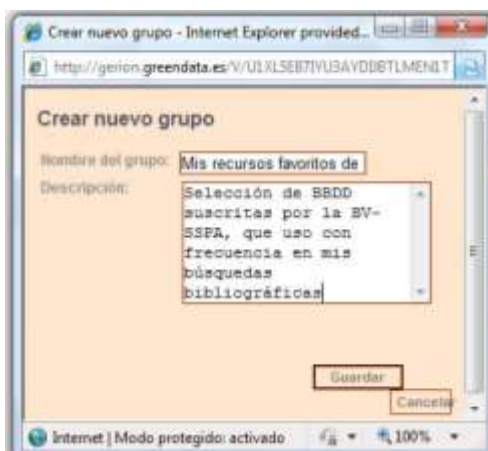 Crear nuevo grupo - Internet Explorer provided...
http://gerion.greendata.es/V/
Crear nuevo grupo
Nombre del grupo: Mis recursos favoritos de
Descripción:
Selección de BBDD
suscritas por la BV-
SSPA, que uso con
frecuencia en mis
búsquedas
bibliográficas
Guardar
Cancelar
Internet | Modo protegido: activado 100%